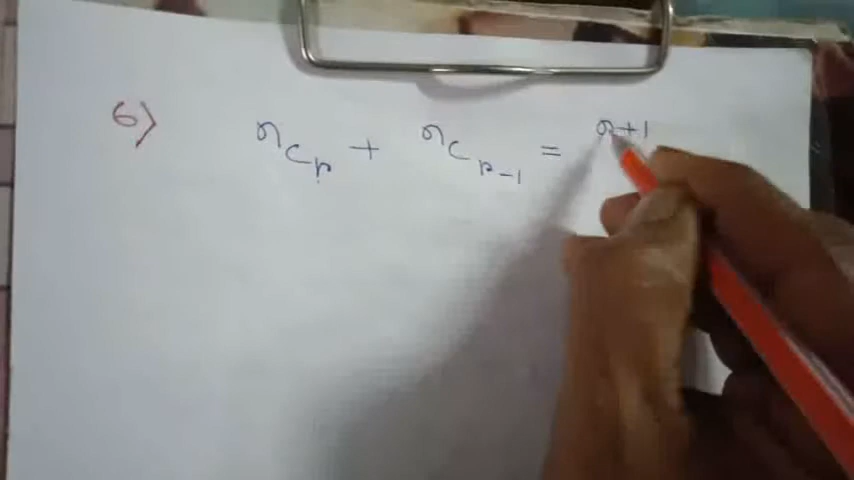 6) nCr + nCr-1 = n+1